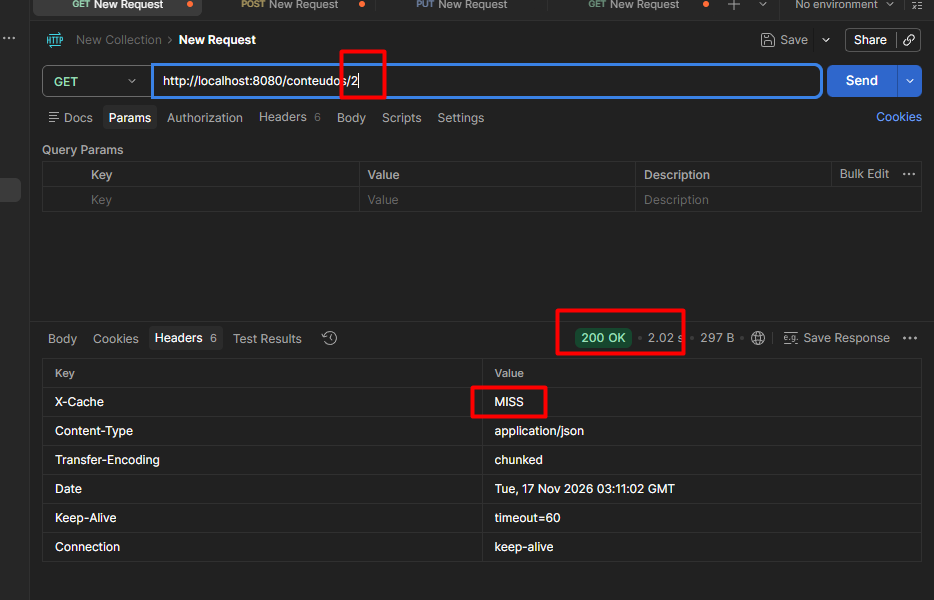 GET New Request POST New Request PUT New Request GET New Request No environment
HTTP New Collection > New Request Save Share
GET http://localhost:8080/conteudos/2 Send
Docs Params Authorization Headers 6 Body Scripts Settings Cookies
Query Params
Key Value Description Bulk Edit
Key Value Description
Body Cookies Headers 6 Test Results 200 OK • 2.02 s • 297 B • e.g. Save Response
Key Value
X-Cache MISS
Content-Type application/json
Transfer-Encoding chunked
Date Tue, 17 Nov 2026 03:11:02 GMT
Keep-Alive timeout=60
Connection keep-alive